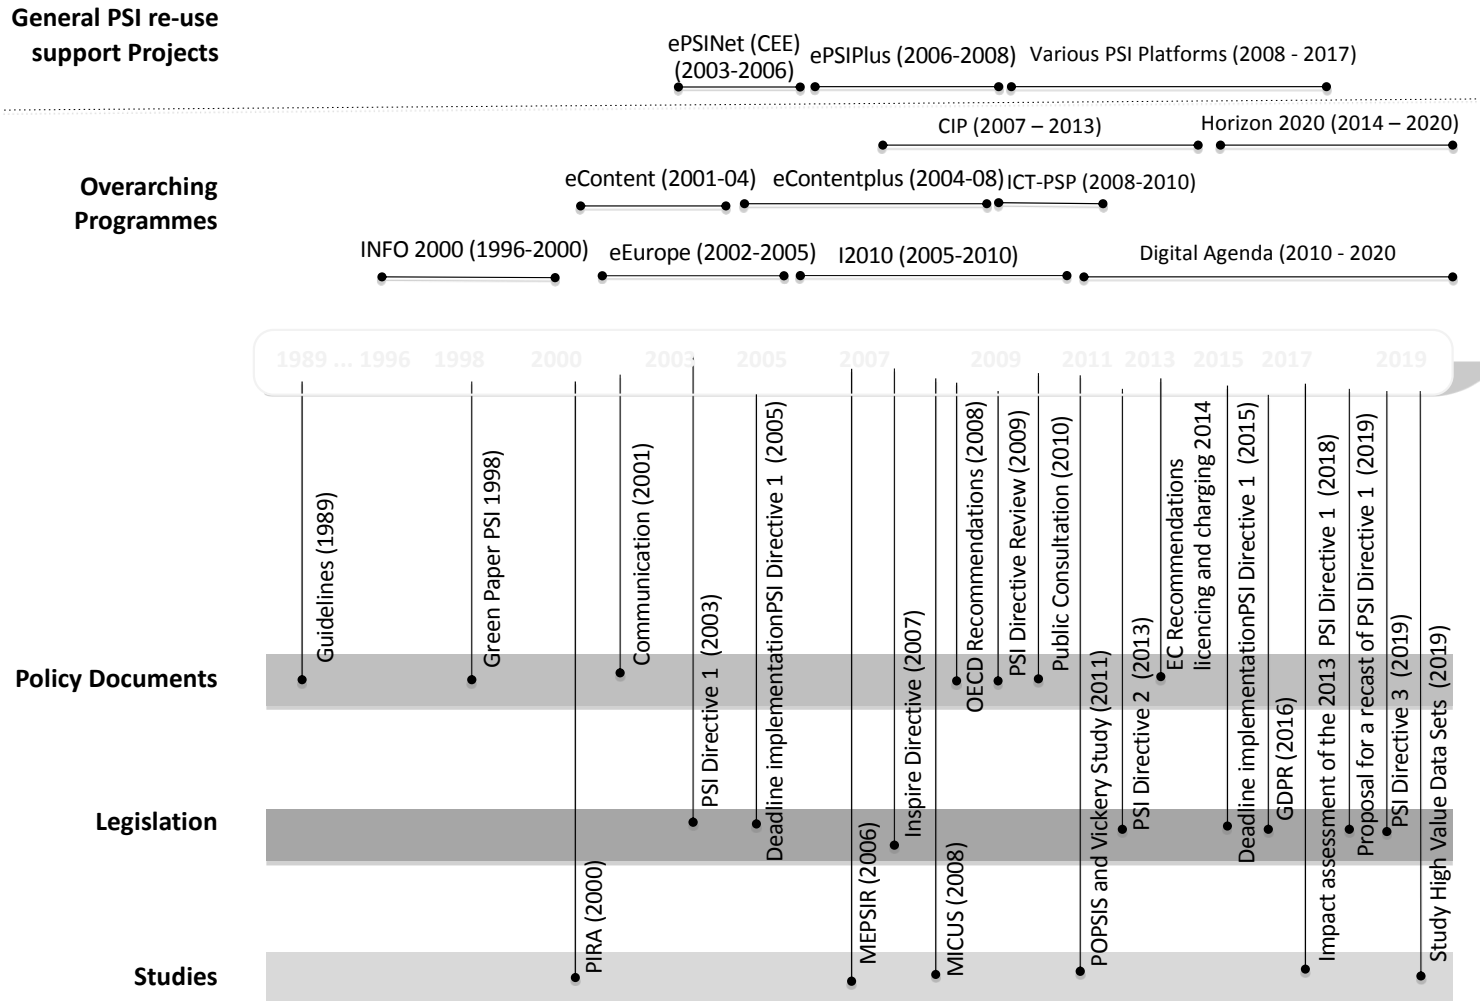 General PSI re-use
support Projects
ePSINet (CEE)
(2003-2006)
ePSIPlus (2006-2008)
Various PSI Platforms (2008 - 2017)
CIP (2007 – 2013)
Horizon 2020 (2014 – 2020)
Overarching
Programmes
eContent (2001-04)
eContentplus (2004-08)
ICT-PSP (2008-2010)
INFO 2000 (1996-2000)
eEurope (2002-2005)
I2010 (2005-2010)
Digital Agenda (2010 - 2020
1989 ... 1996 1998 2000 2003 2005 2007 2009 2011 2013 2015 2017 2019
Guidelines (1989)
Green Paper PSI 1998)
PIRA (2000)
Communication (2001)
PSI Directive 1 (2003)
Deadline implementationPSI Directive 1 (2005)
MEPSIR (2006)
Inspire Directive (2007)
MICUS (2008)
OECD Recommendations (2008)
PSI Directive Review (2009)
Public Consultation (2010)
POPSIS and Vickery Study (2011)
PSI Directive 2 (2013)
EC Recommendations
licencing and charging 2014
Deadline implementationPSI Directive 1 (2015)
GDPR (2016)
Impact assessment of the 2013 PSI Directive 1 (2018)
Proposal for a recast of PSI Directive 1 (2019)
PSI Directive 3 (2019)
Study High Value Data Sets (2019)
Policy Documents
Legislation
Studies